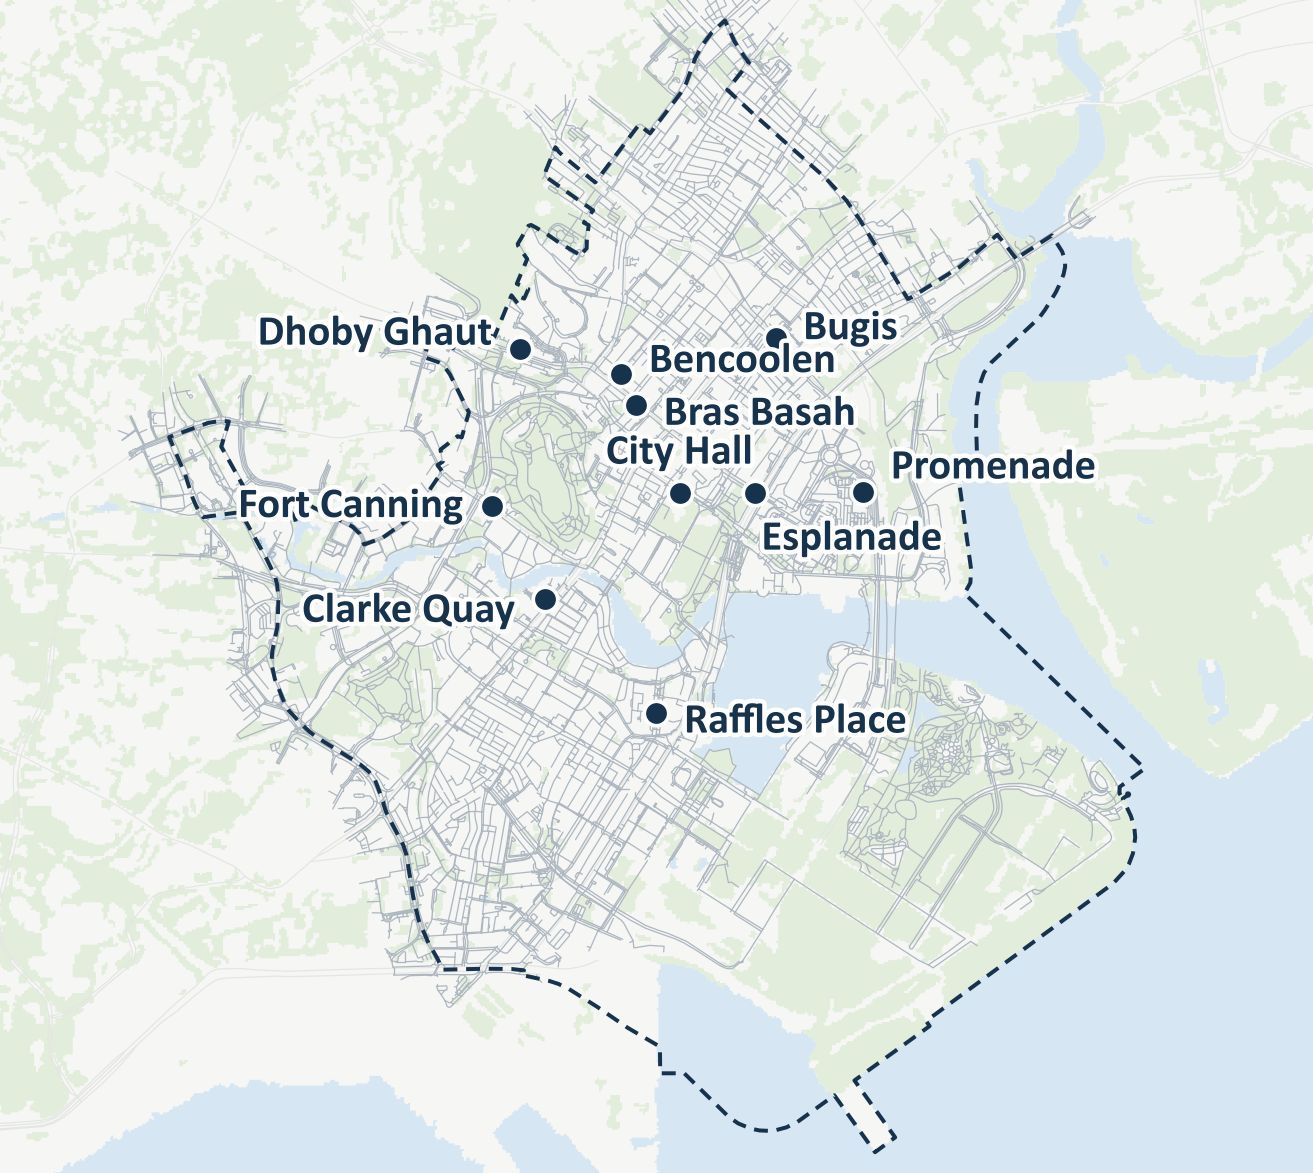 Bugis
Dhoby Ghaut
Bencoolen
Bras Basah
City Hall
Promenade
Fort Canning
Esplanade
Clarke Quay
Raffles Place